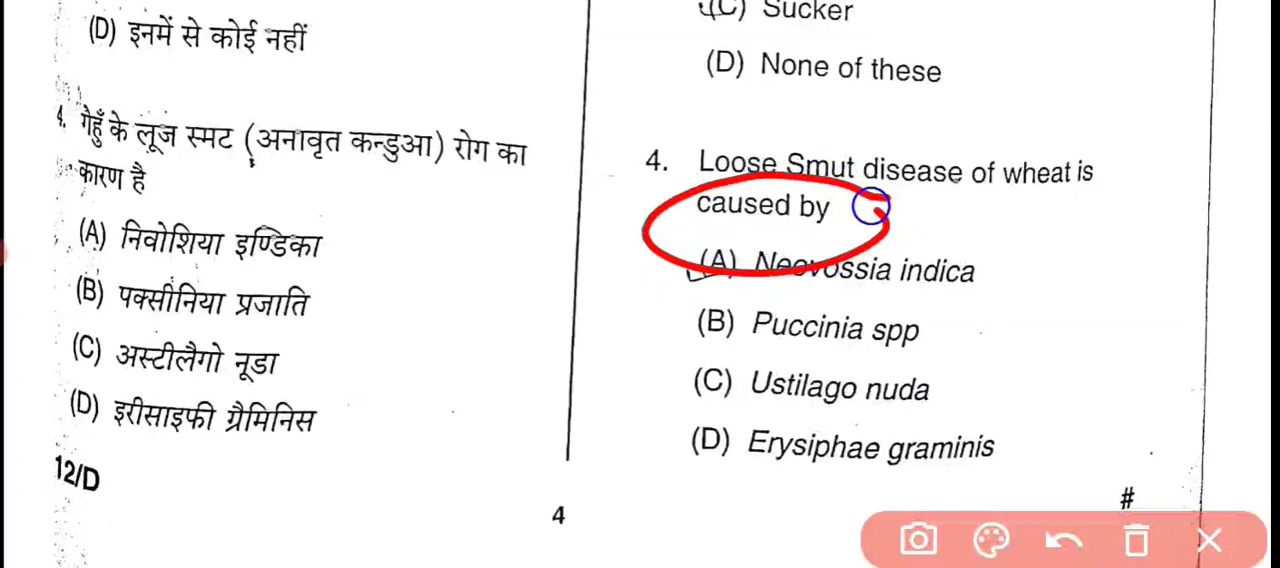 (D) इनमें से कोई नहीं
4. गेहुँ के लूज स्मट (अनावृत कन्डुआ) रोग का
कारण है
(A) निवोशिया इण्डिका
(B) पक्सीनिया प्रजाति
(C) अस्टीलैगो नूडा
(D) इरीसाइफी ग्रैमिनिस
12/D
(C) Sucker
(D) None of these
4. Loose Smut disease of wheat is
caused by
(A) Neovossia indica
(B) Puccinia spp
(C) Ustilago nuda
(D) Erysiphae graminis
#
4